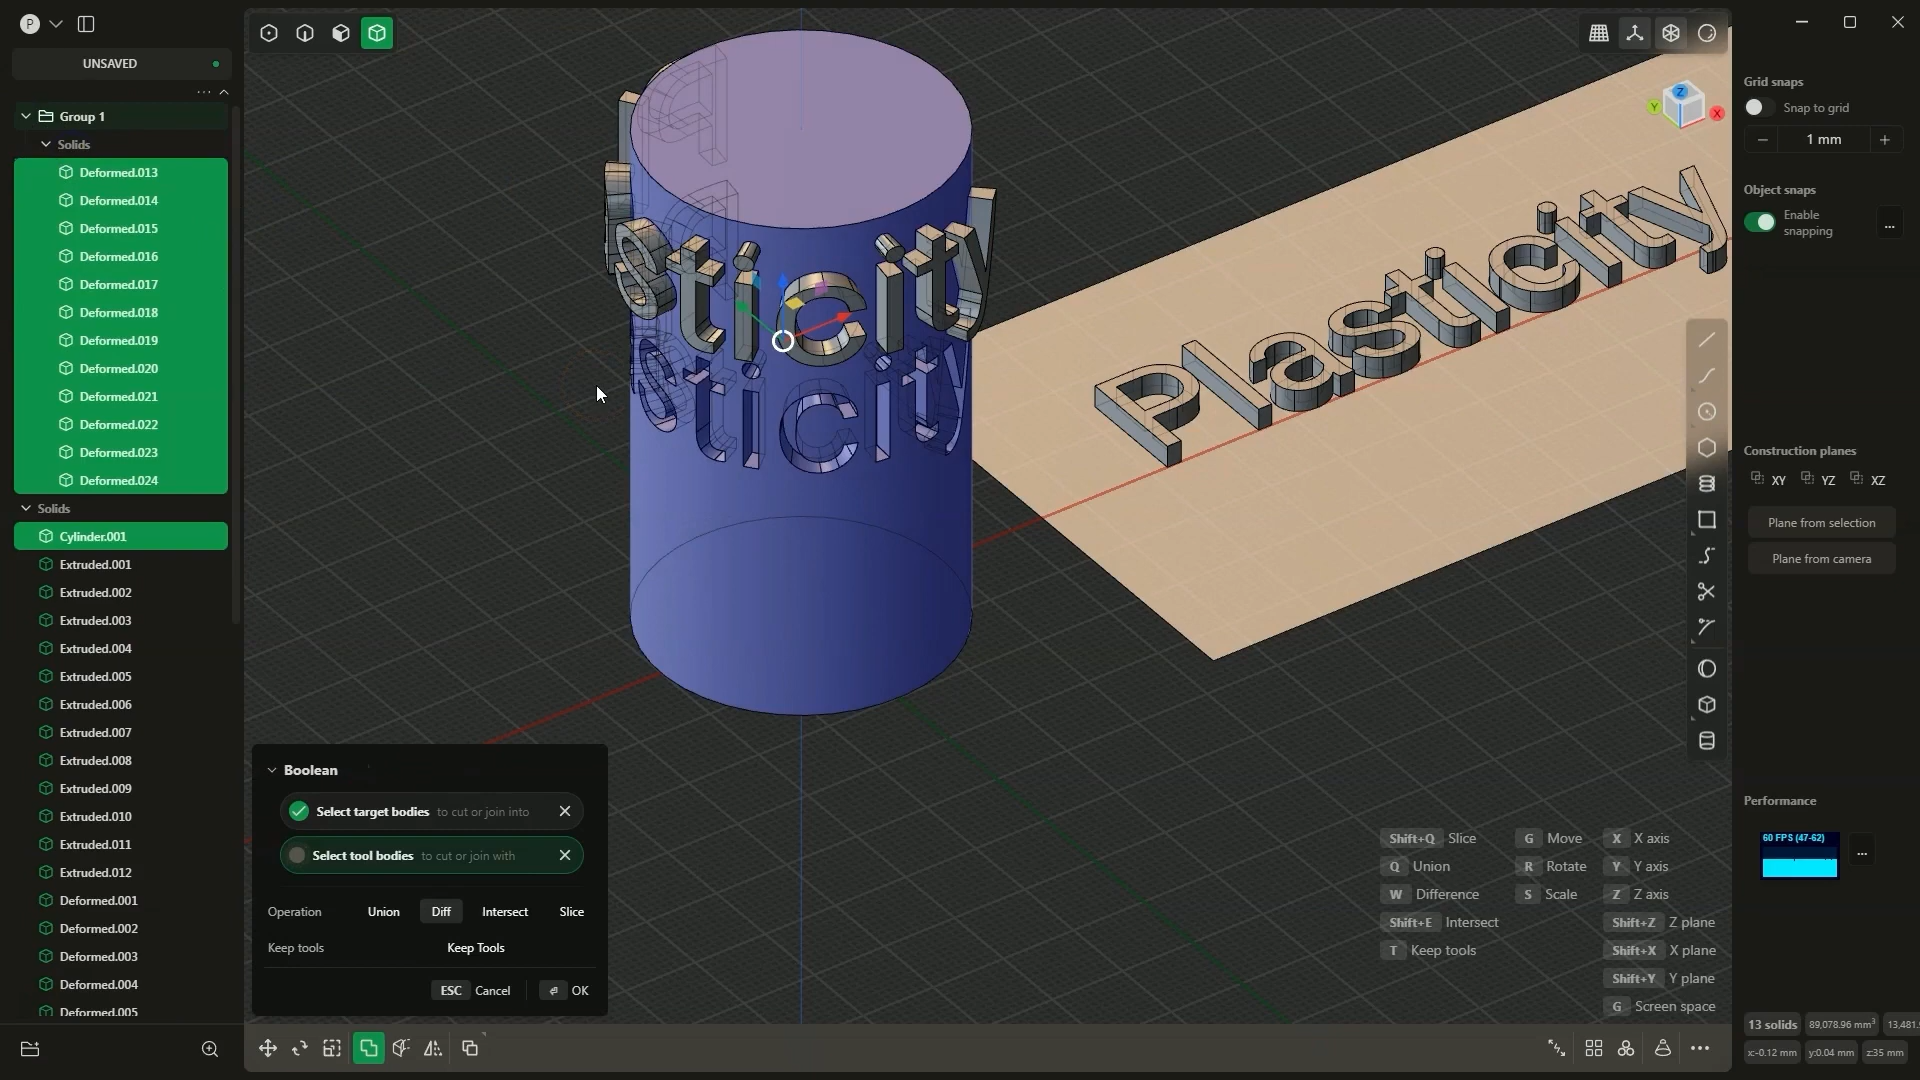 P
UNSAVED
...
Group 1
Solids
Deformed.013
Deformed.014
Deformed.015
Deformed.016
Deformed.017
Deformed.018
Deformed.019
Deformed.020
Deformed.021
Deformed.022
Deformed.023
Deformed.024
Solids
Cylinder.001
Extruded.001
Extruded.002
Extruded.003
Extruded.004
Extruded.005
Extruded.006
Extruded.007
Extruded.008
Extruded.009
Extruded.010
Extruded.011
Extruded.012
Deformed.001
Deformed.002
Deformed.003
Deformed.004
Deformed.005
sticity
sticity
Plasticity
Z
Y
X
Boolean
Select target bodies to cut or join into
Select tool bodies to cut or join with
Operation Union Diff Intersect Slice
Keep tools Keep Tools
ESC Cancel OK
Shift+Q Slice G Move X X axis
Q Union R Rotate Y Y axis
W Difference S Scale Z Z axis
Shift+E Intersect Shift+Z Z plane
T Keep tools Shift+X X plane
Shift+Y Y plane
G Screen space
Grid snaps
Snap to grid
1 mm
Object snaps
Enable
snapping
...
Construction planes
XY YZ XZ
Plane from selection
Plane from camera
Performance
60 FPS (47-62)
...
13 solids 89,078.96 mm³ 13,481.
x:-0.12 mm y:0.04 mm z:35 mm